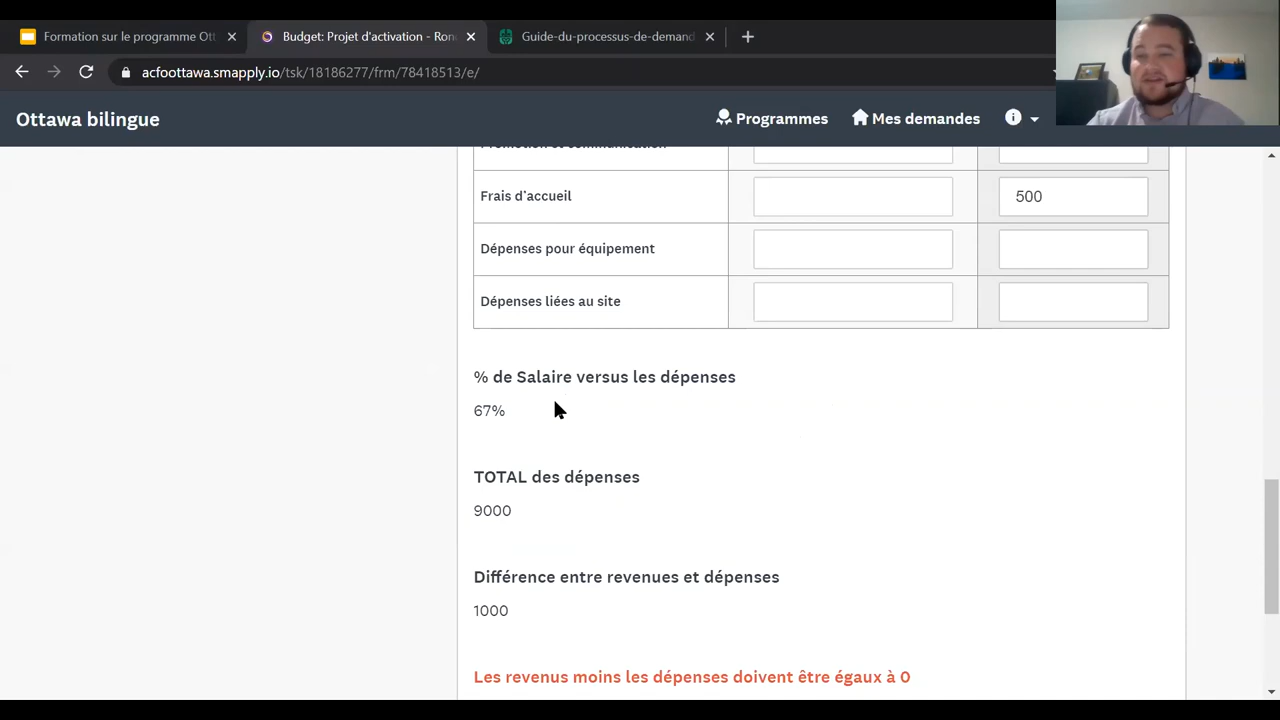 Formation sur le programme Ott
Budget: Projet d'activation - Ron
Guide-du-processus-de-demand
acfoottawa.smapply.io/tsk/18186277/frm/78418513/e/
Ottawa bilingue
Programmes
Mes demandes
Promotion et communication
Frais d'accueil
500
Dépenses pour équipement
Dépenses liées au site
% de Salaire versus les dépenses
67%
TOTAL des dépenses
9000
Différence entre revenues et dépenses
1000
Les revenus moins les dépenses doivent être égaux à 0